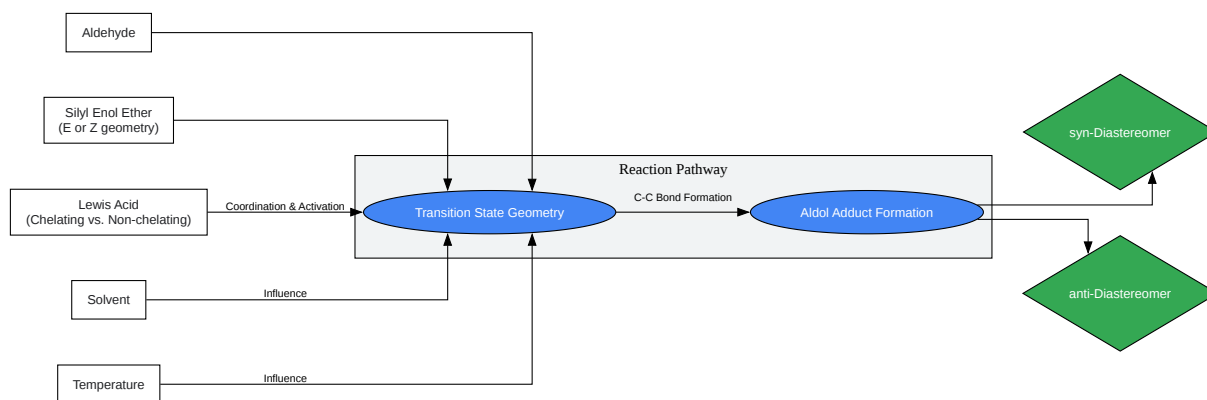 Aldehyde
Silyl Enol Ether
(E or Z geometry)
Lewis Acid
(Chelating vs. Non-chelating)
Coordination & Activation
Solvent
Influence
Temperature
Influence
Reaction Pathway
Transition State Geometry
C-C Bond Formation
Aldol Adduct Formation
syn-Diastereomer
anti-Diastereomer